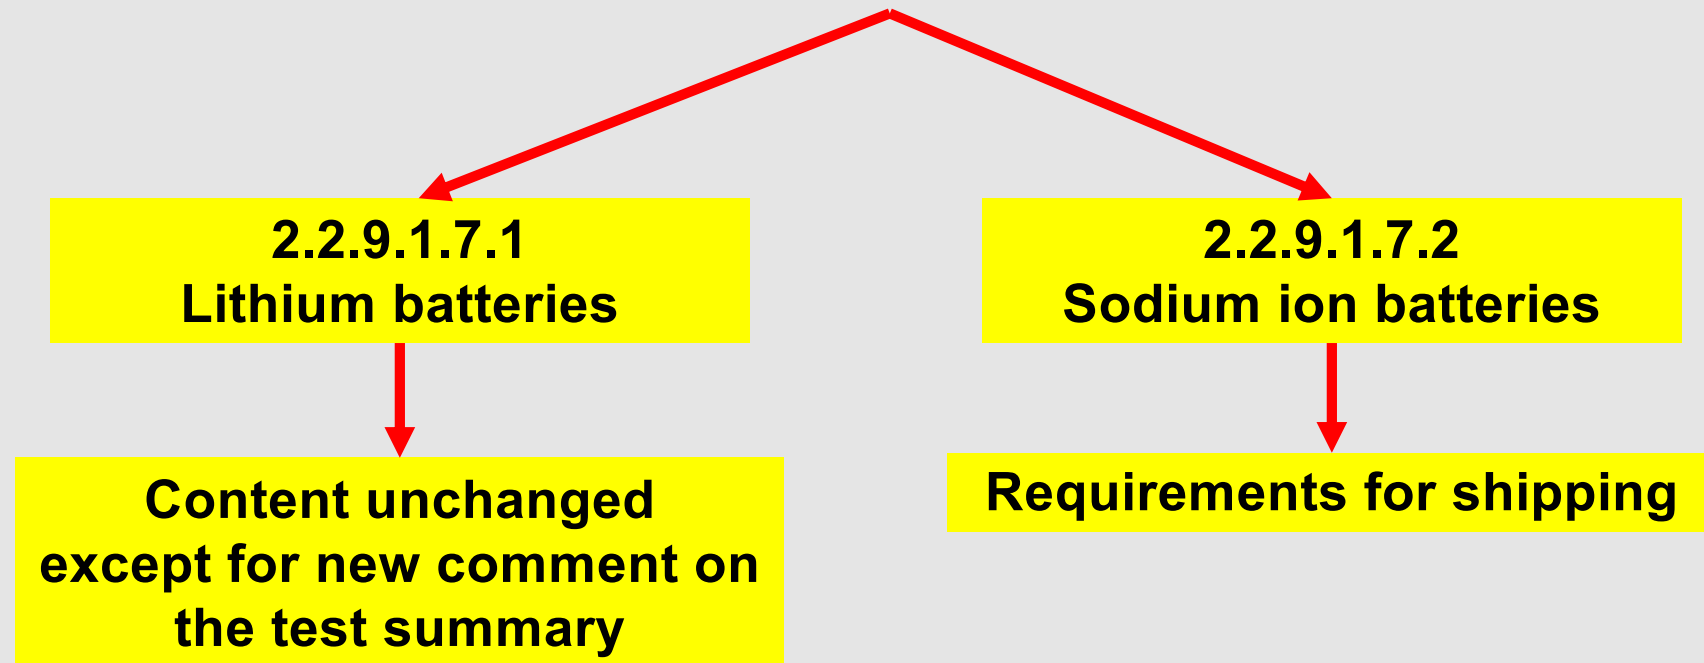 2.2.9.1.7.1
Lithium batteries
2.2.9.1.7.2
Sodium ion batteries
Content unchanged
except for new comment on
the test summary
Requirements for shipping